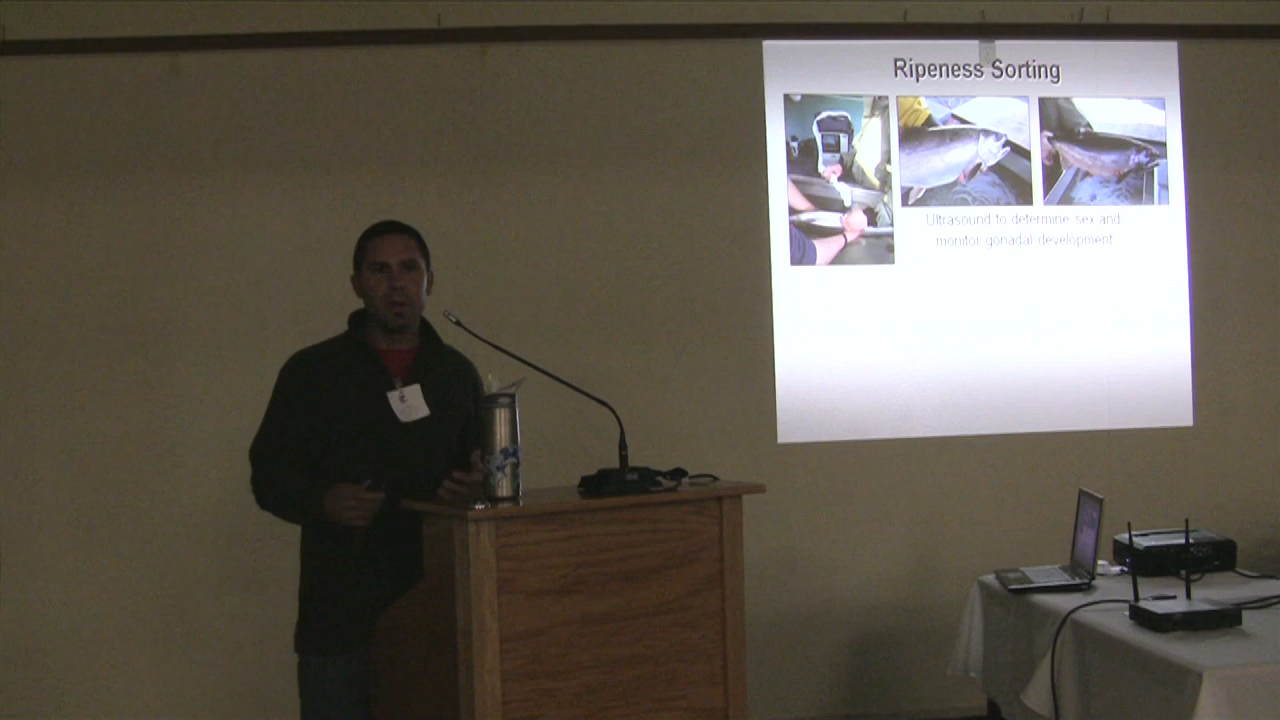 Ripeness Sorting
Ultrasound to determine sex and
monitor gonadal development